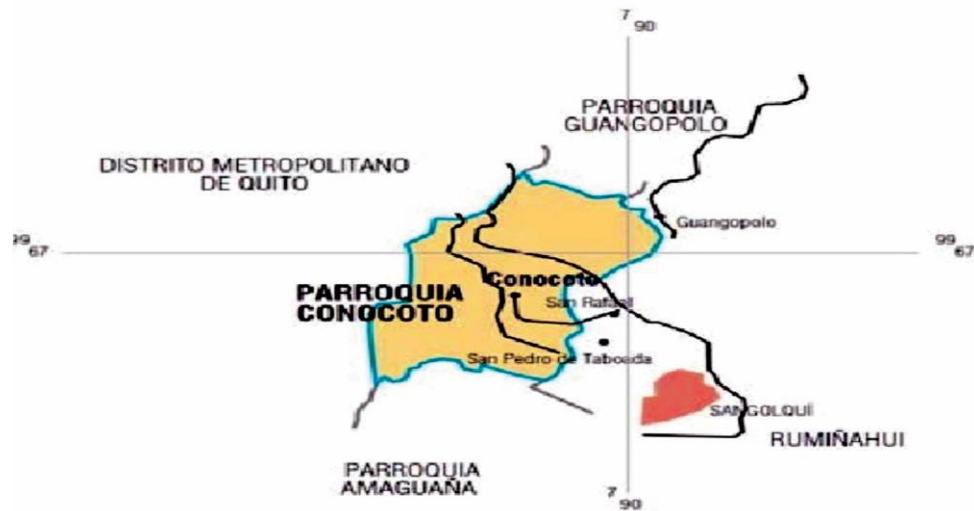 7
90
PARROQUIA
GUANGOPOLO
DISTRITO METROPOLITANO
DE QUITO
Guangopolo
99
67
99
67
Conocoto
PARROQUIA
CONOCOTO
San Rafael
San Pedro de Taboada
SANGOLQUÍ
RUMIÑAHUI
PARROQUIA
AMAGUAÑA
7
90